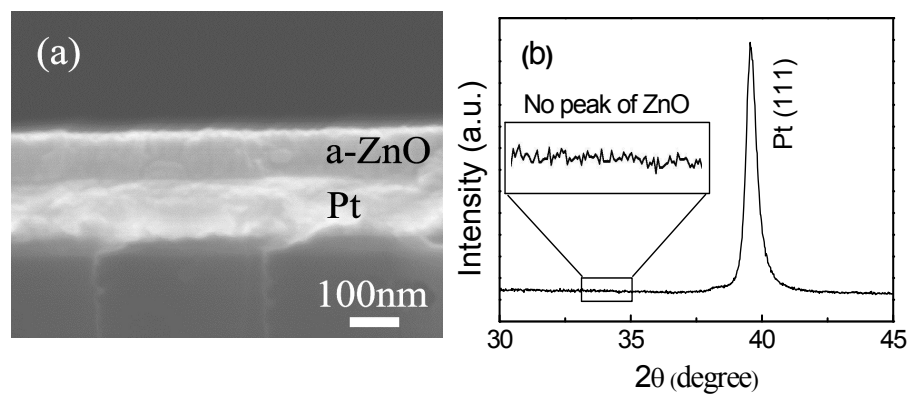 (a)
a-ZnO
Pt
100nm
(b)
No peak of ZnO
Pt (111)
Intensity (a.u.)
30 35 40 45
2θ (degree)